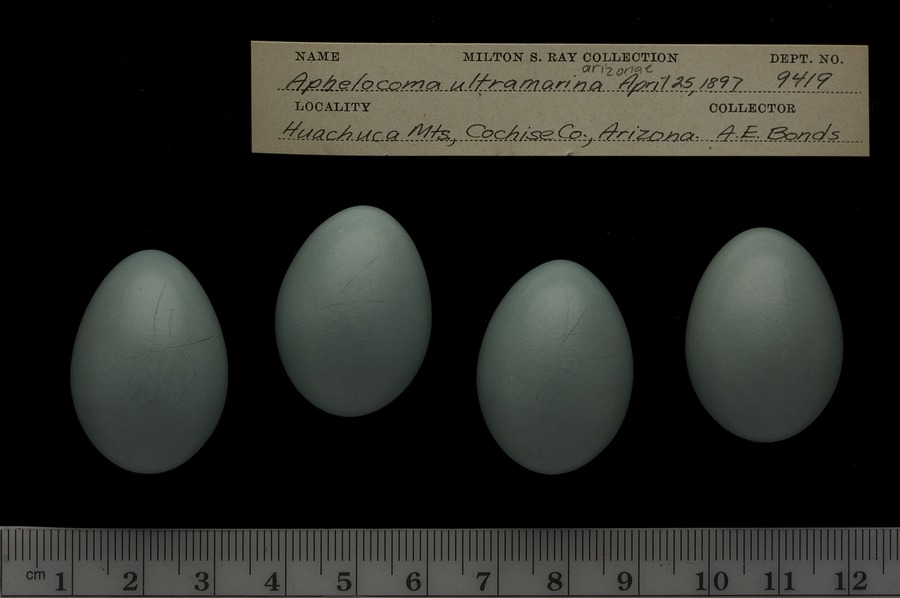 NAME MILTON S. RAY COLLECTION DEPT. NO.
arizonae
Aphelocoma ultramarina April 25, 1897 9419
LOCALITY COLLECTOR
Huachuca Mts, Cochise Co., Arizona. A.E. Bonds
cm 1 2 3 4 5 6 7 8 9 10 11 12